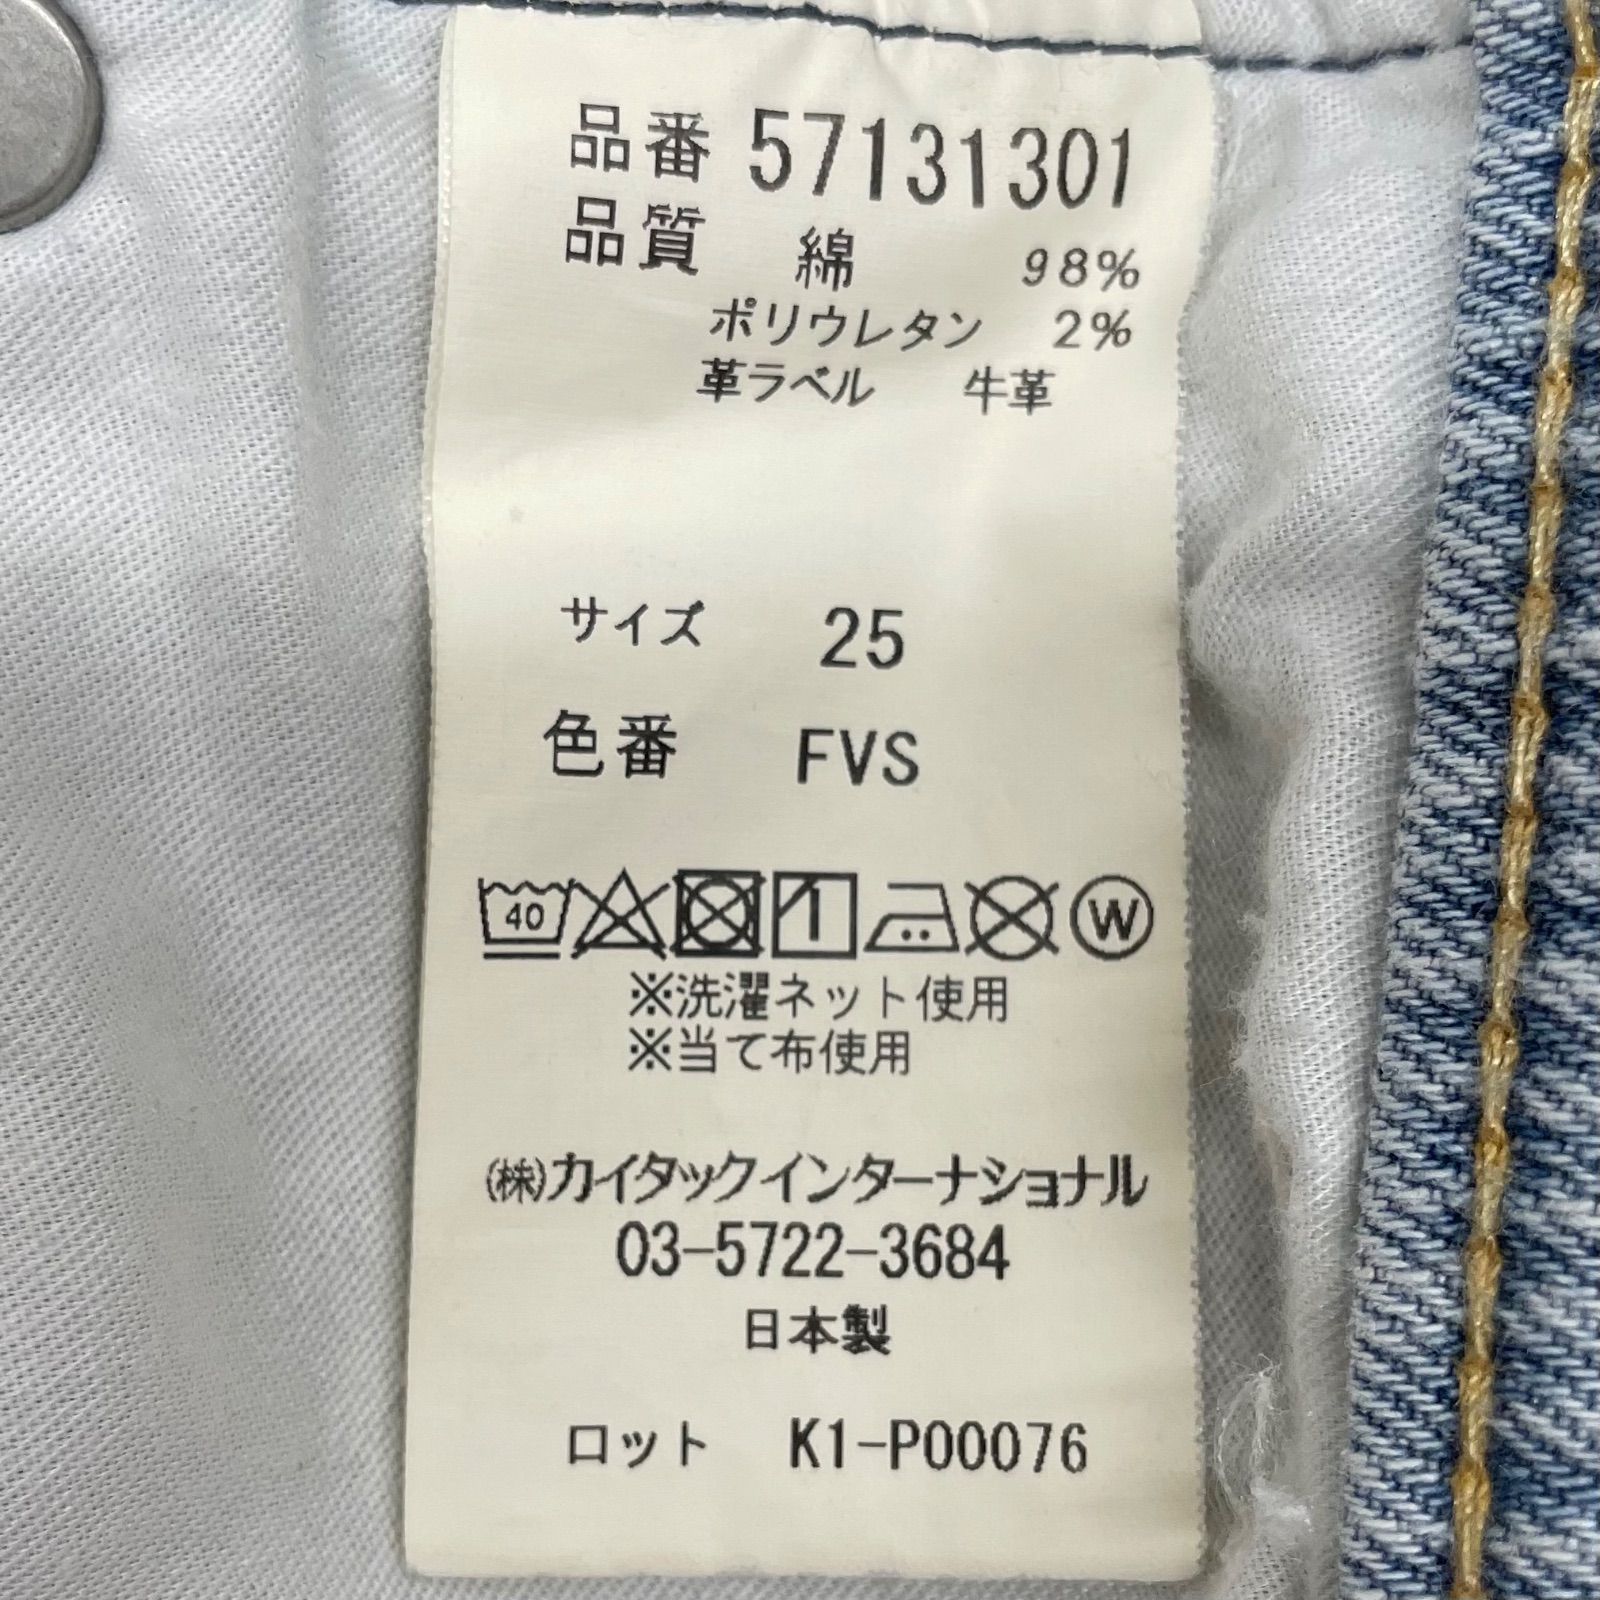 品番 57131301
品質 綿 98%
ポリウレタン 2%
革ラベル 牛革
サイズ 25
色番 FVS
40 W
※洗濯ネット使用
※当て布使用
㈱カイタックインターナショナル
03-5722-3684
日本製
ロット K1-P00076